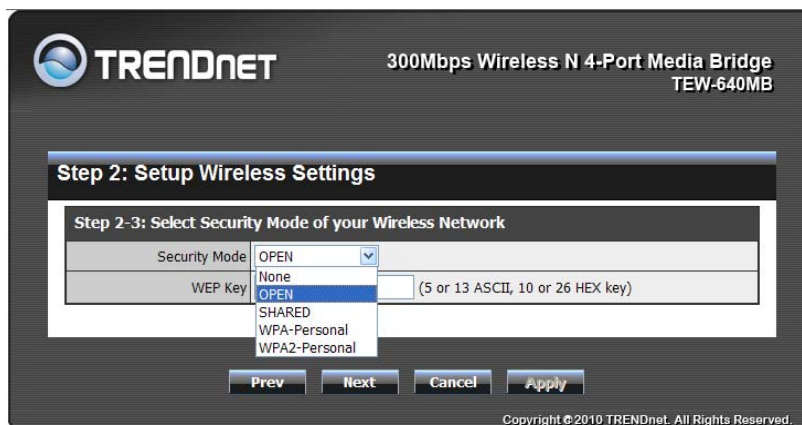 TRENDnet
300Mbps Wireless N 4-Port Media Bridge
TEW-640MB
Step 2: Setup Wireless Settings
Step 2-3: Select Security Mode of your Wireless Network
Security Mode OPEN
None
OPEN
SHARED
WPA-Personal
WPA2-Personal
WEP Key (5 or 13 ASCII, 10 or 26 HEX key)
Prev Next Cancel Apply
Copyright © 2010 TRENDnet. All Rights Reserved.